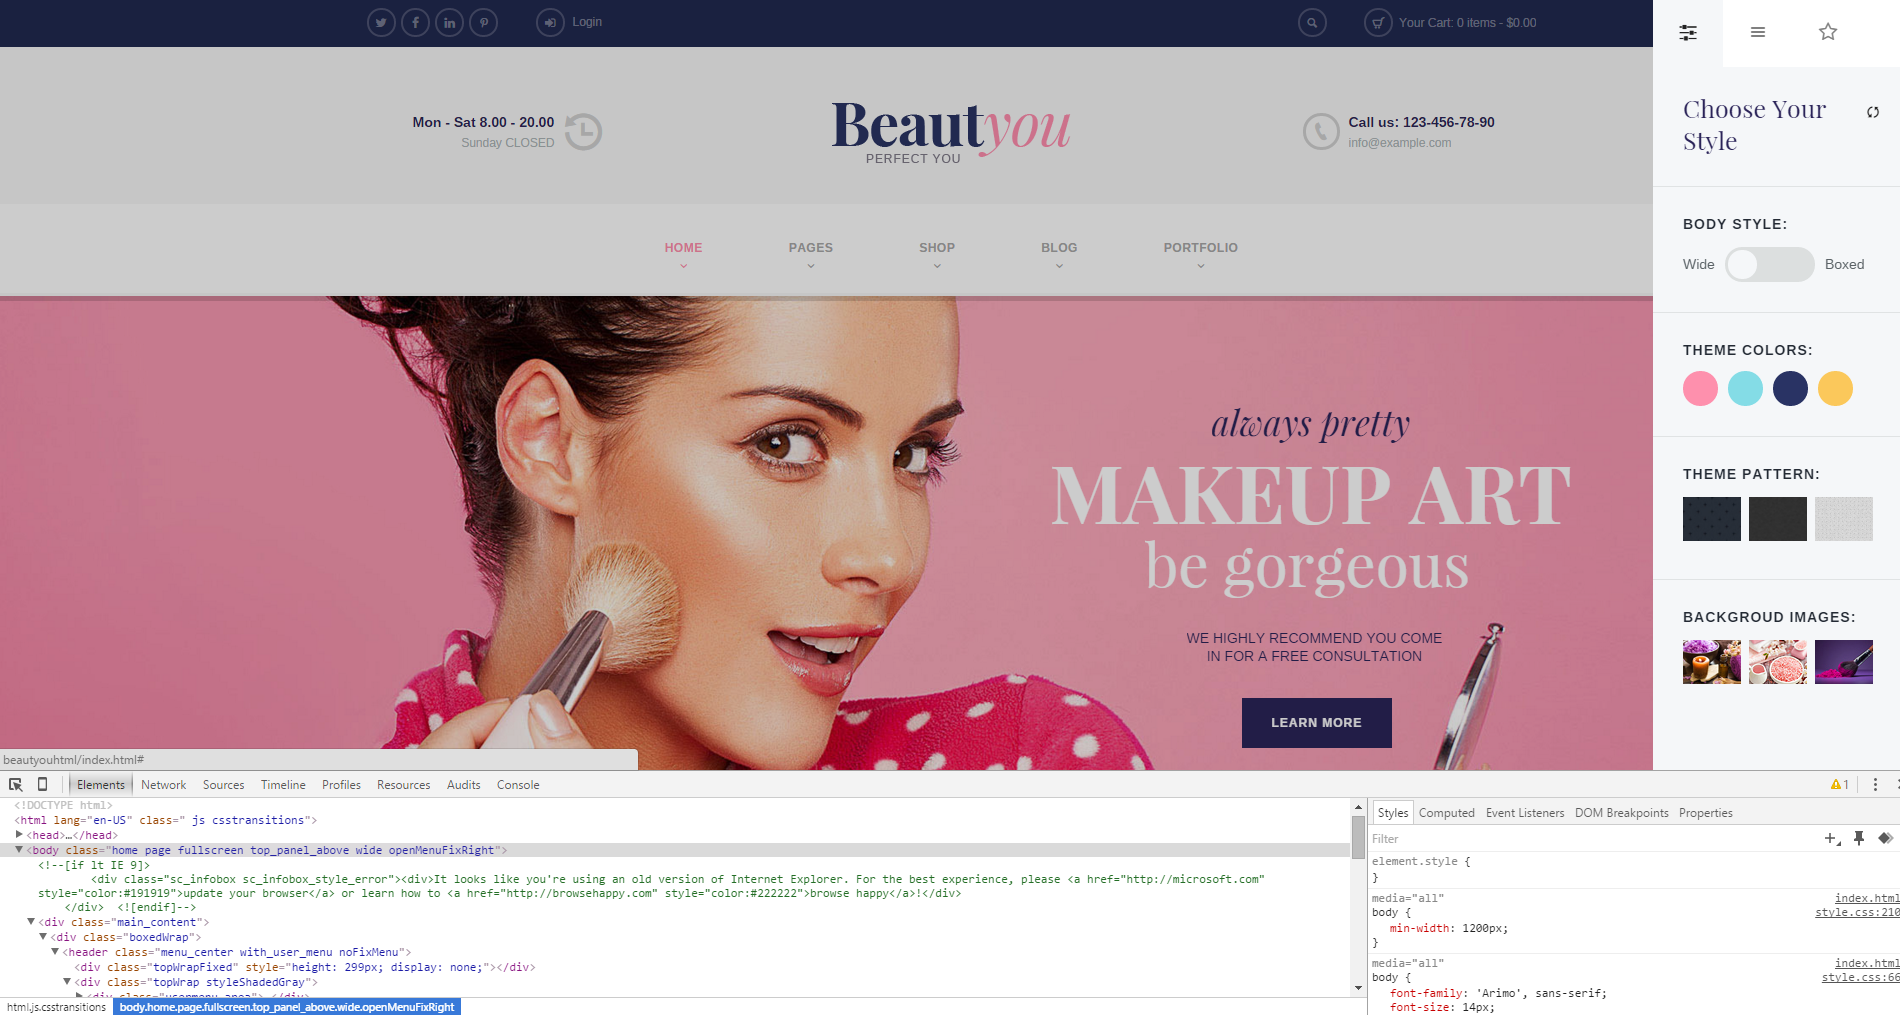 Login
Your Cart: 0 items - $0.00
Mon - Sat 8.00 - 20.00
Sunday CLOSED
Beautyou
PERFECT YOU
Call us: 123-456-78-90
info@example.com
HOME
PAGES
SHOP
BLOG
PORTFOLIO
always pretty
MAKEUP ART
be gorgeous
WE HIGHLY RECOMMEND YOU COME
IN FOR A FREE CONSULTATION
LEARN MORE
Choose Your
Style
BODY STYLE:
Wide
Boxed
THEME COLORS:
THEME PATTERN:
BACKGROUD IMAGES:
beautyouhtml/index.html#
Elements
Network
Sources
Timeline
Profiles
Resources
Audits
Console
1
<!DOCTYPE html>
<html lang="en-US" class=" js csstransitions">
<head>…</head>
<body class="home page fullscreen top_panel_above wide openMenuFixRight">
<!--[if lt IE 9]>
<div class="sc_infobox sc_infobox_style_error"><div>It looks like you're using an old version of Internet Explorer. For the best experience, please <a href="http://microsoft.com"
style="color:#191919">update your browser</a> or learn how to <a href="http://browsehappy.com" style="color:#222222">browse happy</a>!</div>
</div>  <![endif]-->
<div class="main_content">
<div class="boxedWrap">
<header class="menu_center with_user_menu noFixMenu">
<div class="topWrapFixed" style="height: 299px; display: none;"></div>
<div class="topWrap styleShadedGray">
html.js.csstransitions
body.home.page.fullscreen.top_panel_above.wide.openMenuFixRight
Styles
Computed
Event Listeners
DOM Breakpoints
Properties
Filter
element.style {
}
media="all"
index.html
body {
style.css:210
min-width: 1200px;
}
media="all"
index.html
body {
style.css:66
font-family: 'Arimo', sans-serif;
font-size: 14px;